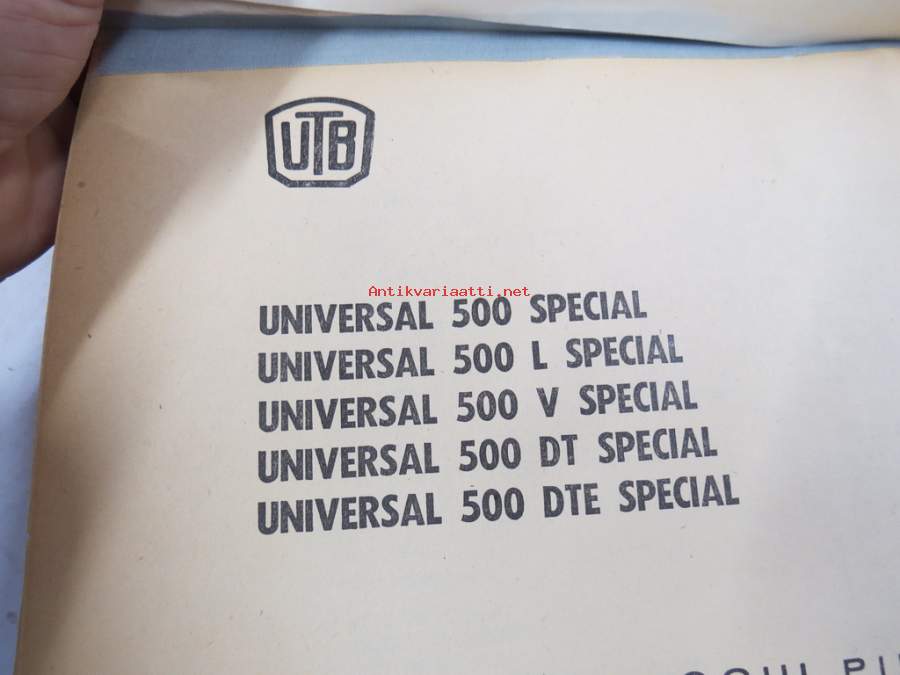 UTB
Antikvariaatti.net
UNIVERSAL 500 SPECIAL
UNIVERSAL 500 L SPECIAL
UNIVERSAL 500 V SPECIAL
UNIVERSAL 500 DT SPECIAL
UNIVERSAL 500 DTE SPECIAL